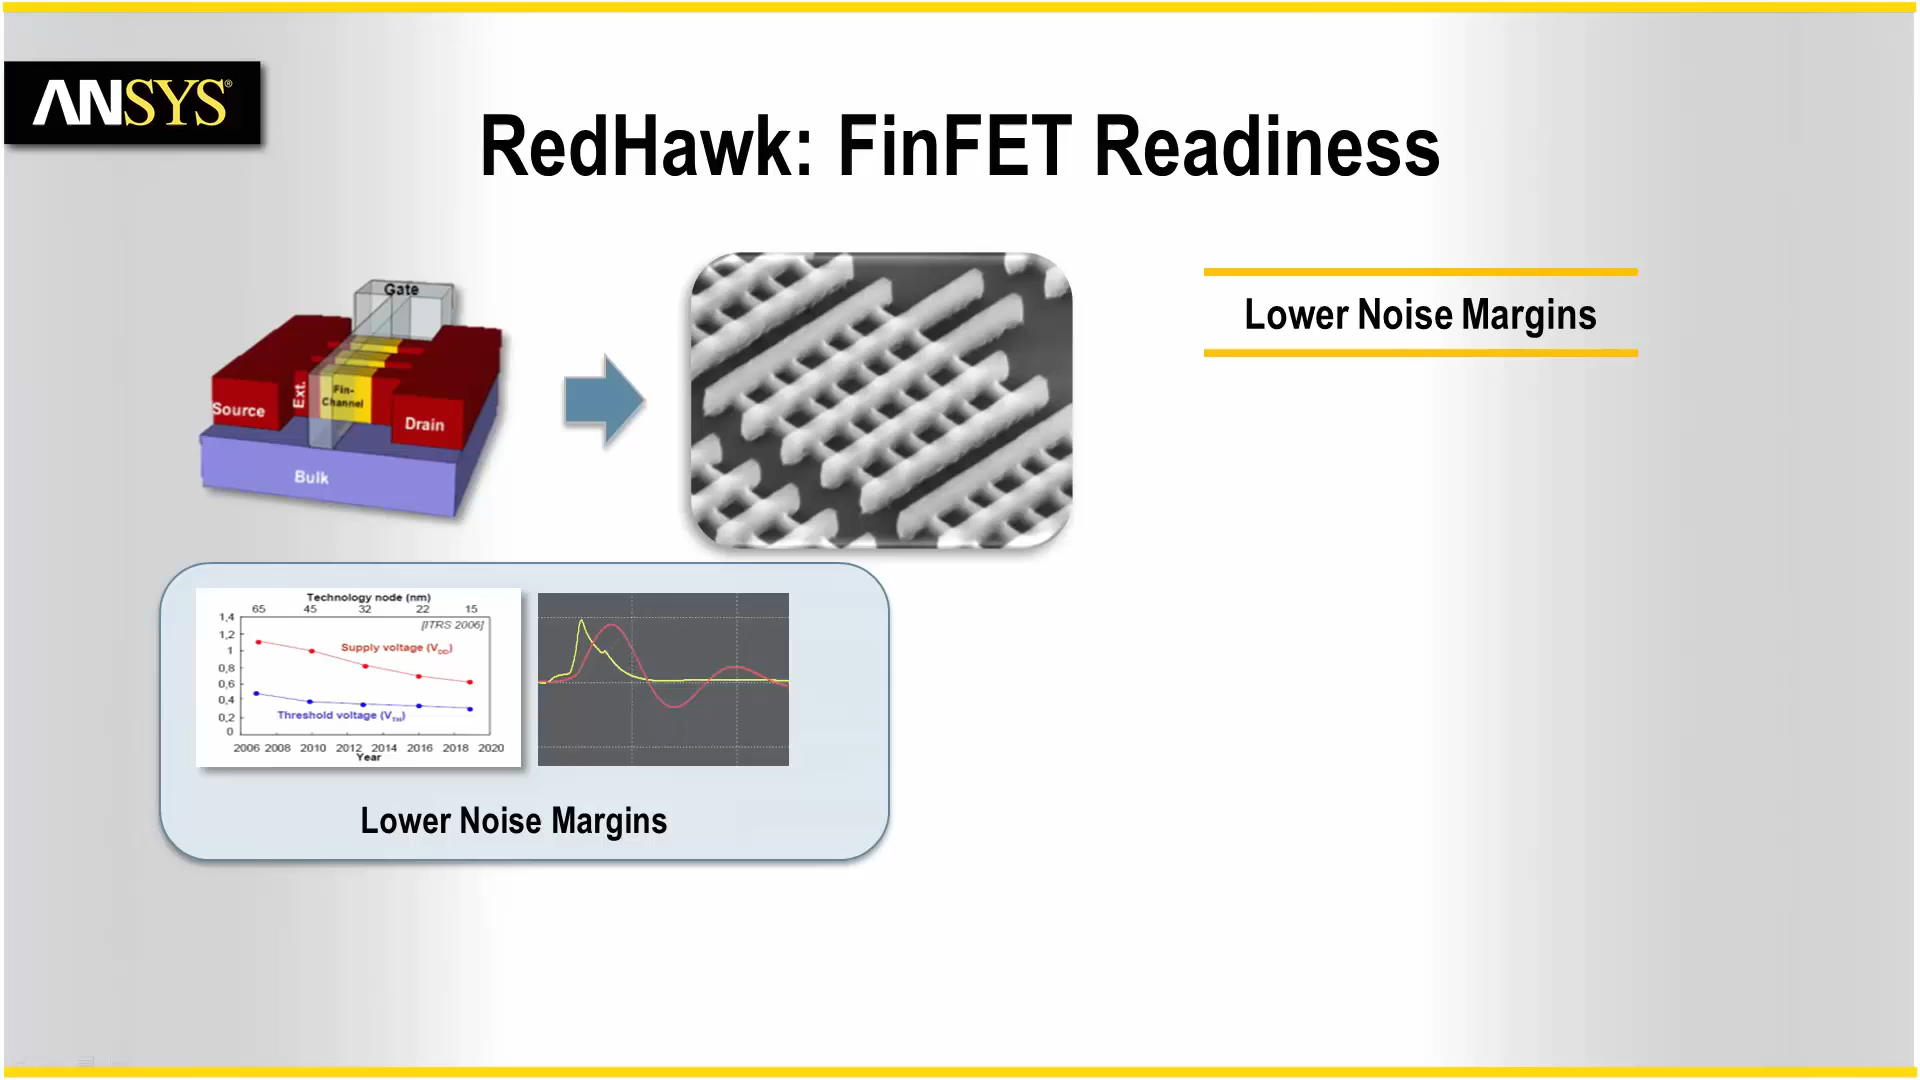 ANSYS®
RedHawk: FinFET Readiness
Gate
Source
Ext.
Fin-
Channel
Drain
Bulk
Lower Noise Margins
Technology node (nm)
65 45 32 22 15
[ITRS 2006]
1,4
1,2
1
0,8
0,6
0,4
0,2
0
Supply voltage (VDD)
Threshold voltage (VTH)
2006 2008 2010 2012 2014 2016 2018 2020
Year
Lower Noise Margins